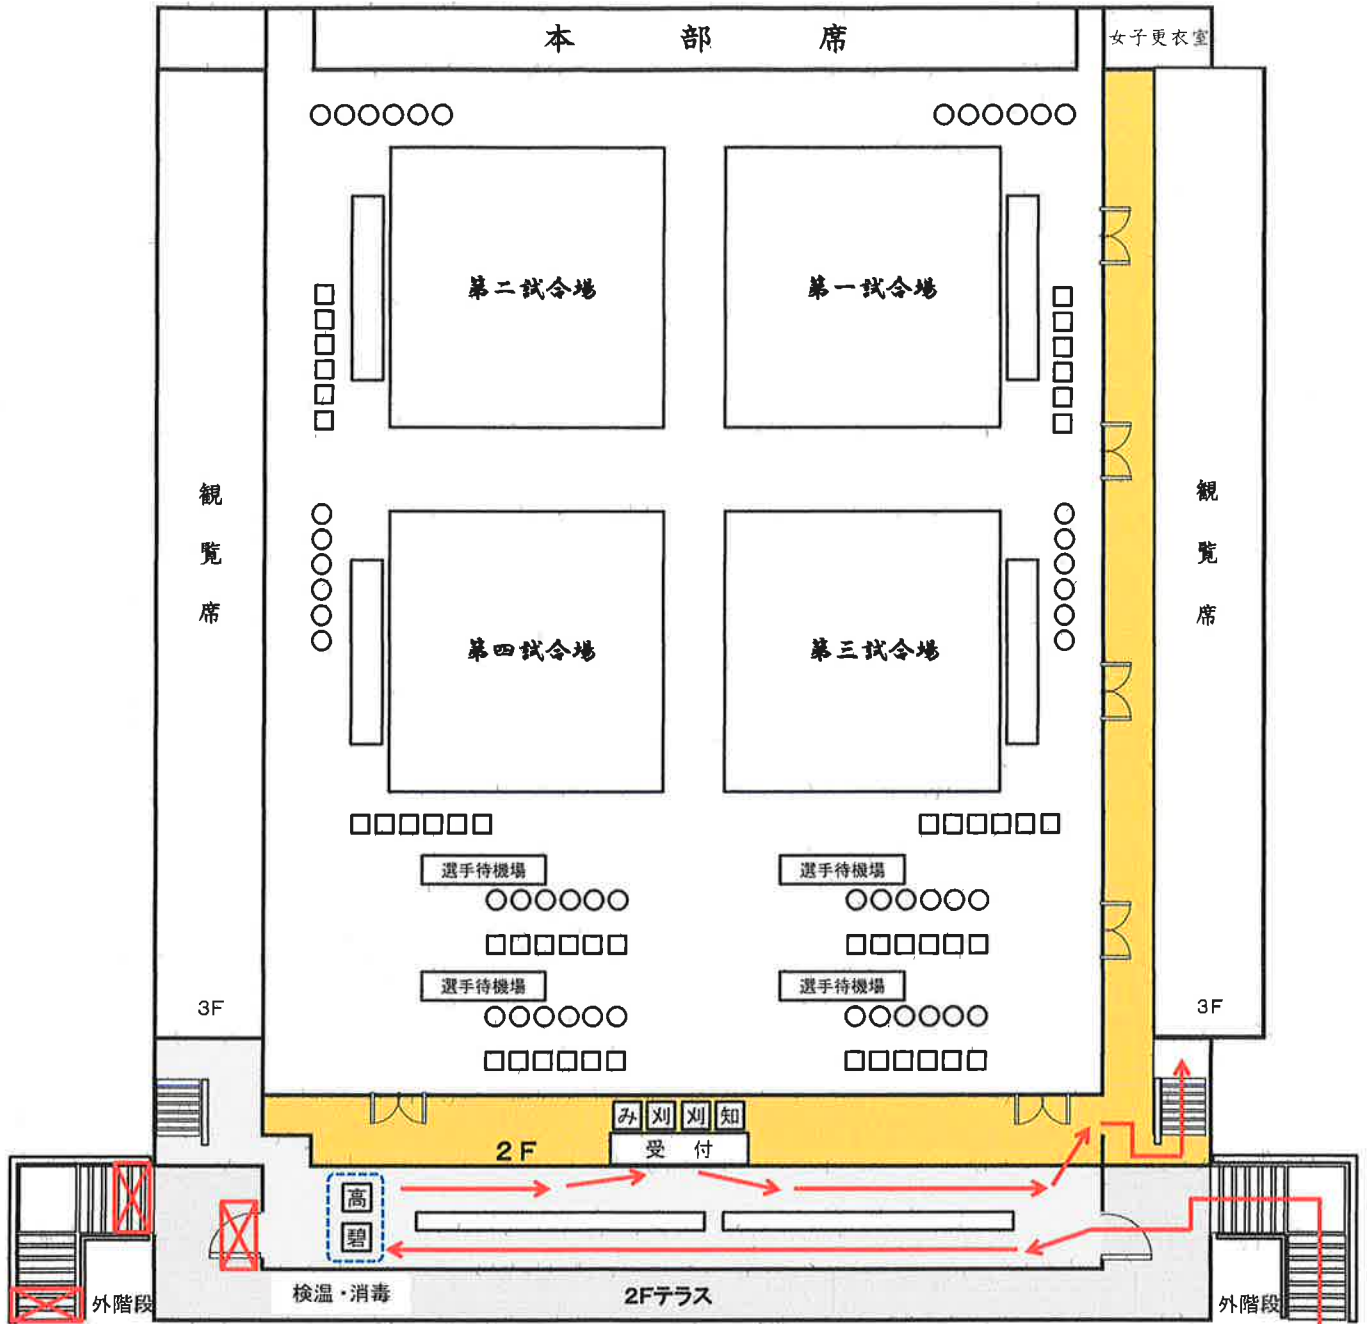 本部席
女子更衣室
第二試合場
第一試合場
観覧席
観覧席
第四試合場
第三試合場
選手待機場
選手待機場
選手待機場
選手待機場
3F
3F
み 刈 刈 知
受付
2F
高
碧
検温・消毒
2Fテラス
外階段
外階段